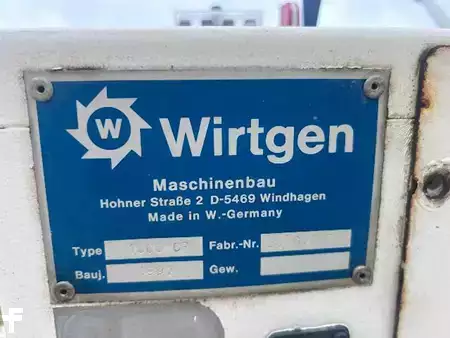 W Wirtgen
Maschinenbau
Hohner Straße 2 D-5469 Windhagen
Made in W.-Germany
Type Fabr.-Nr.
Bauj. Gew.
F